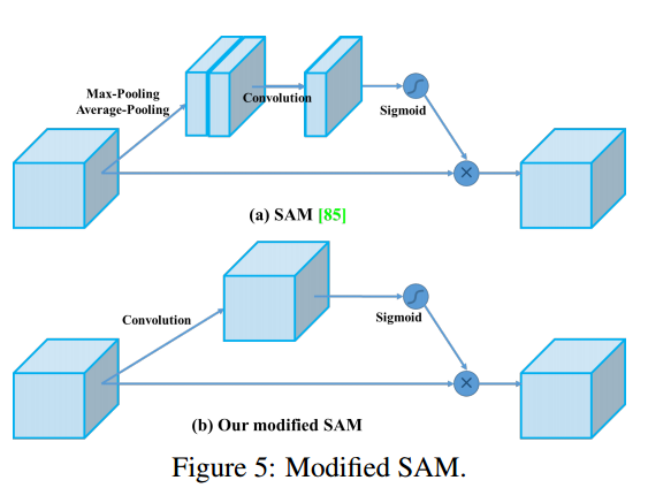 Max-Pooling
Average-Pooling
Convolution
Sigmoid
×
(a) SAM [85]
Convolution
Sigmoid
×
(b) Our modified SAM
Figure 5: Modified SAM.